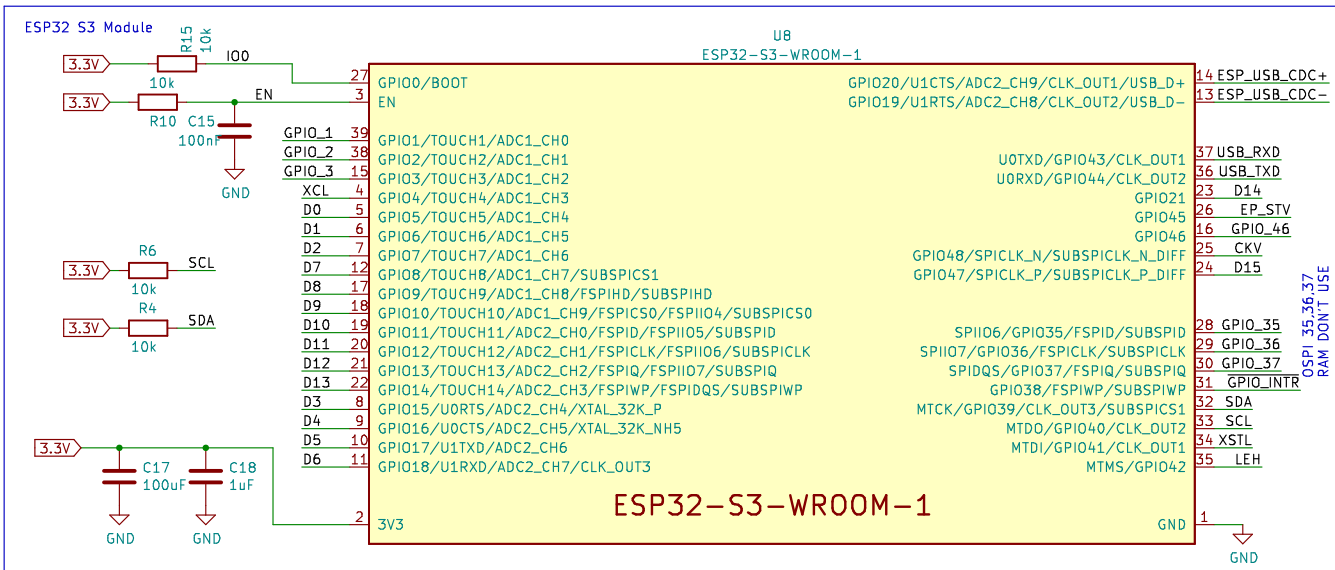 ESP32 S3 Module
3.3V
R15
10k
IO0
3.3V
10k
R10
EN
C15
100nF
GND
R6
3.3V
SCL
10k
R4
3.3V
SDA
10k
3.3V
C17
100uF
C18
1uF
GND
GND
U8
ESP32-S3-WROOM-1
27 GPIO0/BOOT
3 EN
GPIO_1 39 GPIO1/TOUCH1/ADC1_CH0
GPIO_2 38 GPIO2/TOUCH2/ADC1_CH1
GPIO_3 15 GPIO3/TOUCH3/ADC1_CH2
XCL 4 GPIO4/TOUCH4/ADC1_CH3
D0 5 GPIO5/TOUCH5/ADC1_CH4
D1 6 GPIO6/TOUCH6/ADC1_CH5
D2 7 GPIO7/TOUCH7/ADC1_CH6
D7 12 GPIO8/TOUCH8/ADC1_CH7/SUBSPICS1
D8 17 GPIO9/TOUCH9/ADC1_CH8/FSPIHD/SUBSPIHD
D9 18 GPIO10/TOUCH10/ADC1_CH9/FSPICS0/FSPIIO4/SUBSPICS0
D10 19 GPIO11/TOUCH11/ADC2_CH0/FSPID/FSPIIO5/SUBSPID
D11 20 GPIO12/TOUCH12/ADC2_CH1/FSPICLK/FSPIIO6/SUBSPICLK
D12 21 GPIO13/TOUCH13/ADC2_CH2/FSPIQ/FSPIIO7/SUBSPIQ
D13 22 GPIO14/TOUCH14/ADC2_CH3/FSPIWP/FSPIDQS/SUBSPIWP
D3 8 GPIO15/U0RTS/ADC2_CH4/XTAL_32K_P
D4 9 GPIO16/U0CTS/ADC2_CH5/XTAL_32K_NH5
D5 10 GPIO17/U1TXD/ADC2_CH6
D6 11 GPIO18/U1RXD/ADC2_CH7/CLK_OUT3
2 3V3
GPIO20/U1CTS/ADC2_CH9/CLK_OUT1/USB_D+ 14 ESP_USB_CDC+
GPIO19/U1RTS/ADC2_CH8/CLK_OUT2/USB_D- 13 ESP_USB_CDC-
U0TXD/GPIO43/CLK_OUT1 37 USB_RXD
U0RXD/GPIO44/CLK_OUT2 36 USB_TXD
GPIO21 23 D14
GPIO45 26 EP_STV
GPIO46 16 GPIO_46
GPIO48/SPICLK_N/SUBSPICLK_N_DIFF 25 CKV
GPIO47/SPICLK_P/SUBSPICLK_P_DIFF 24 D15
SPIIO6/GPIO35/FSPID/SUBSPID 28 GPIO_35
SPIIO7/GPIO36/FSPICLK/SUBSPICLK 29 GPIO_36
SPIDQS/GPIO37/FSPIQ/SUBSPIQ 30 GPIO_37
GPIO38/FSPIWP/SUBSPIWP 31 GPIO_INTR
MTCK/GPIO39/CLK_OUT3/SUBSPICS1 32 SDA
MTDO/GPIO40/CLK_OUT2 33 SCL
MTDI/GPIO41/CLK_OUT1 34 XSTL
MTMS/GPIO42 35 LEH
GND 1
GND
OSPI 35,36,37
RAM DON'T USE
ESP32-S3-WROOM-1